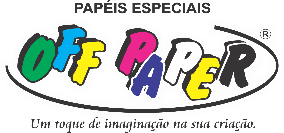 PAPÉIS ESPECIAIS
OFF PAPER®
Um toque de imaginação na sua criação.